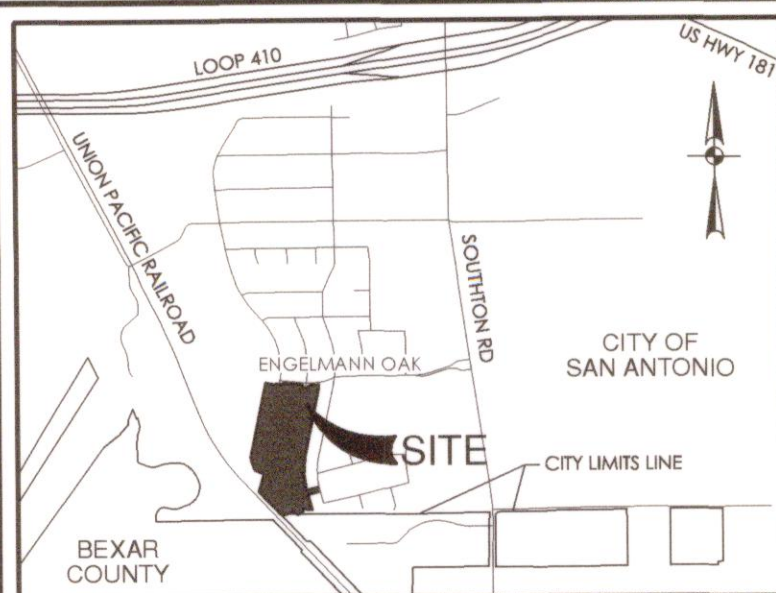 LOOP 410
US HWY 181
UNION PACIFIC RAILROAD
SOUTHTON RD
CITY OF
SAN ANTONIO
ENGELMANN OAK
SITE
CITY LIMITS LINE
BEXAR
COUNTY